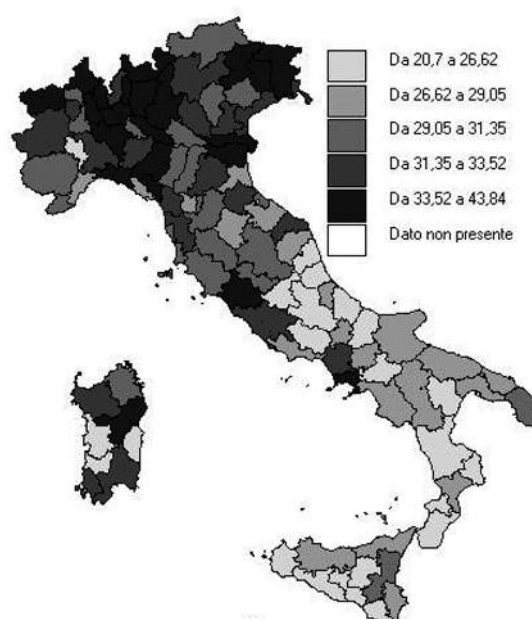 Da 20,7 a 26,62
Da 26,62 a 29,05
Da 29,05 a 31,35
Da 31,35 a 33,52
Da 33,52 a 43,84
Dato non presente